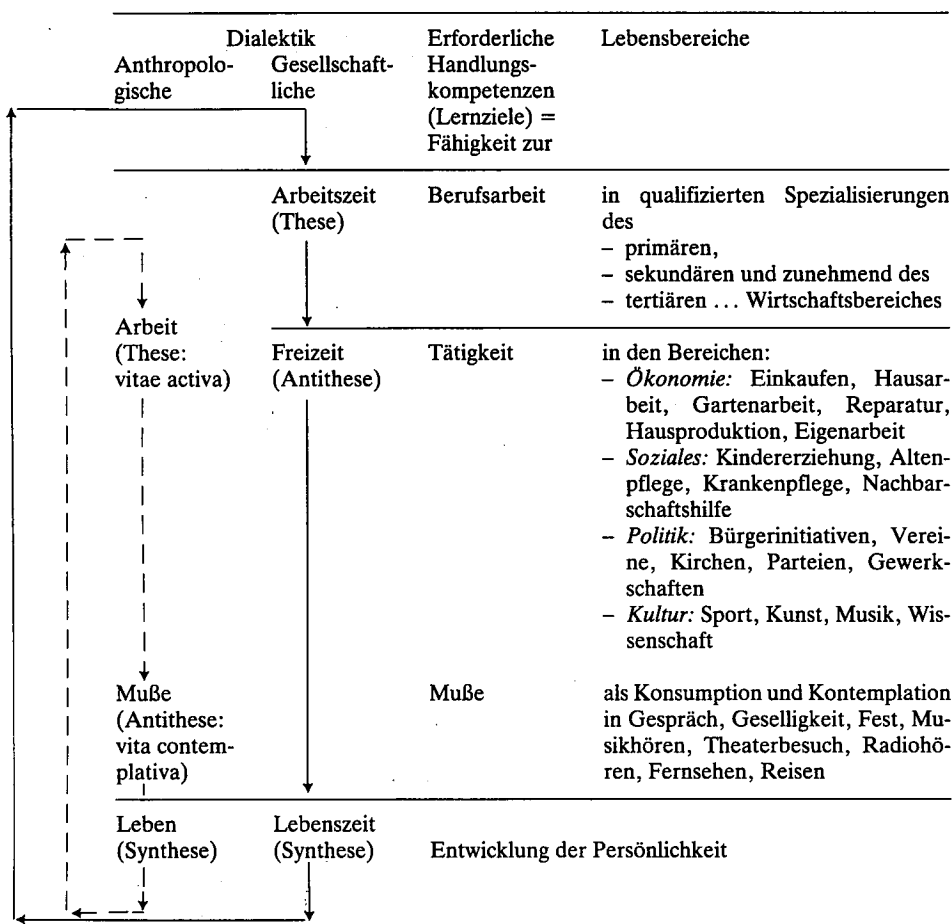 Dialektik
Anthropolo-
gische
Gesellschaft-
liche
Erforderliche
Handlungs-
kompetenzen
(Lernziele) =
Fähigkeit zur
Lebensbereiche
Arbeitszeit
(These)
Berufsarbeit
in qualifizierten Spezialisierungen
des
– primären,
– sekundären und zunehmend des
– tertiären ... Wirtschaftsbereiches
Arbeit
(These:
vitae activa)
Freizeit
(Antithese)
Tätigkeit
in den Bereichen:
– Ökonomie: Einkaufen, Hausar-
beit, Gartenarbeit, Reparatur,
Hausproduktion, Eigenarbeit
– Soziales: Kindererziehung, Alten-
pflege, Krankenpflege, Nachbar-
schaftshilfe
– Politik: Bürgerinitiativen, Verei-
ne, Kirchen, Parteien, Gewerk-
schaften
– Kultur: Sport, Kunst, Musik, Wis-
senschaft
Muße
(Antithese:
vita contem-
plativa)
Muße
als Konsumption und Kontemplation
in Gespräch, Geselligkeit, Fest, Mu-
sikhören, Theaterbesuch, Radiohö-
ren, Fernsehen, Reisen
Leben
(Synthese)
Lebenszeit
(Synthese)
Entwicklung der Persönlichkeit